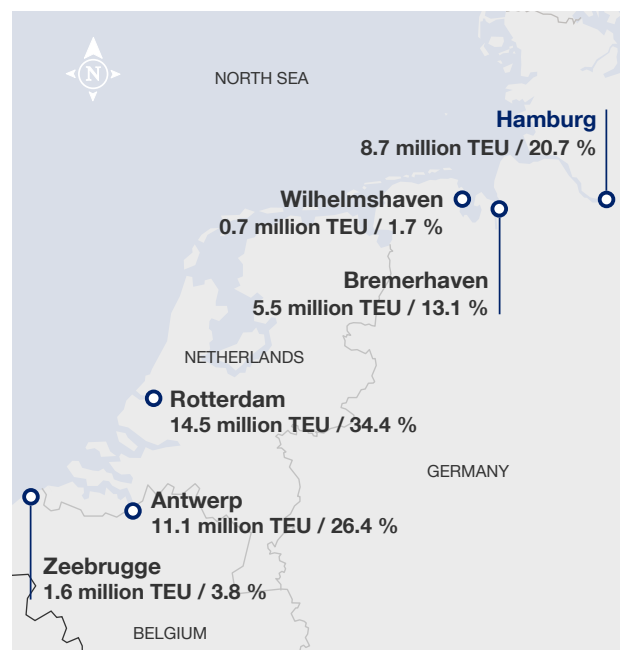 N
NORTH SEA
Hamburg
8.7 million TEU / 20.7 %
Wilhelmshaven
0.7 million TEU / 1.7 %
Bremerhaven
5.5 million TEU / 13.1 %
NETHERLANDS
Rotterdam
14.5 million TEU / 34.4 %
GERMANY
Antwerp
11.1 million TEU / 26.4 %
Zeebrugge
1.6 million TEU / 3.8 %
BELGIUM